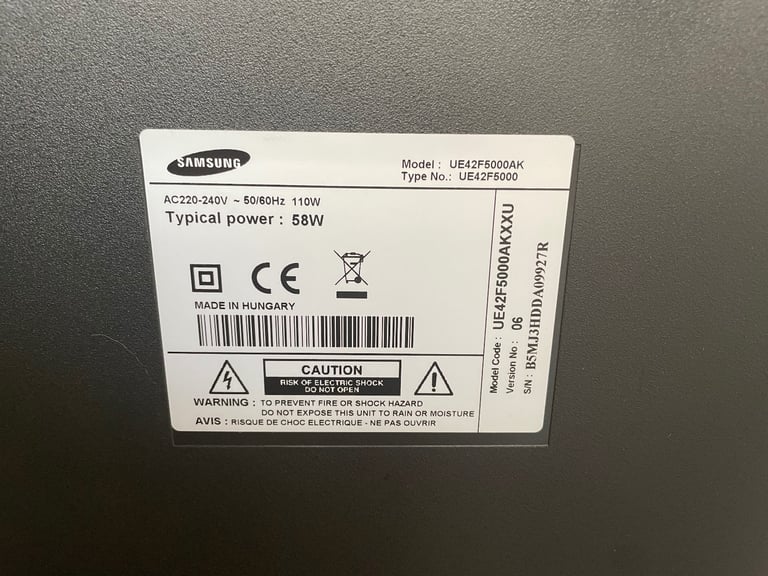 SAMSUNG
Model : UE42F5000AK
Type No.: UE42F5000
AC220-240V ~ 50/60Hz 110W
Typical power : 58W
CE
MADE IN HUNGARY
CAUTION
RISK OF ELECTRIC SHOCK
DO NOT OPEN
WARNING : TO PREVENT FIRE OR SHOCK HAZARD
DO NOT EXPOSE THIS UNIT TO RAIN OR MOISTURE
AVIS : RISQUE DE CHOC ELECTRIQUE - NE PAS OUVRIR
Model Code : UE42F5000AKXXU
Version No : 06
S/N : B5MJ3HDDA09927R